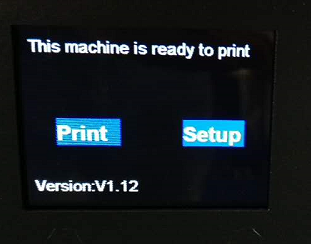 This machine is ready to print
Print Setup
Version:V1.12